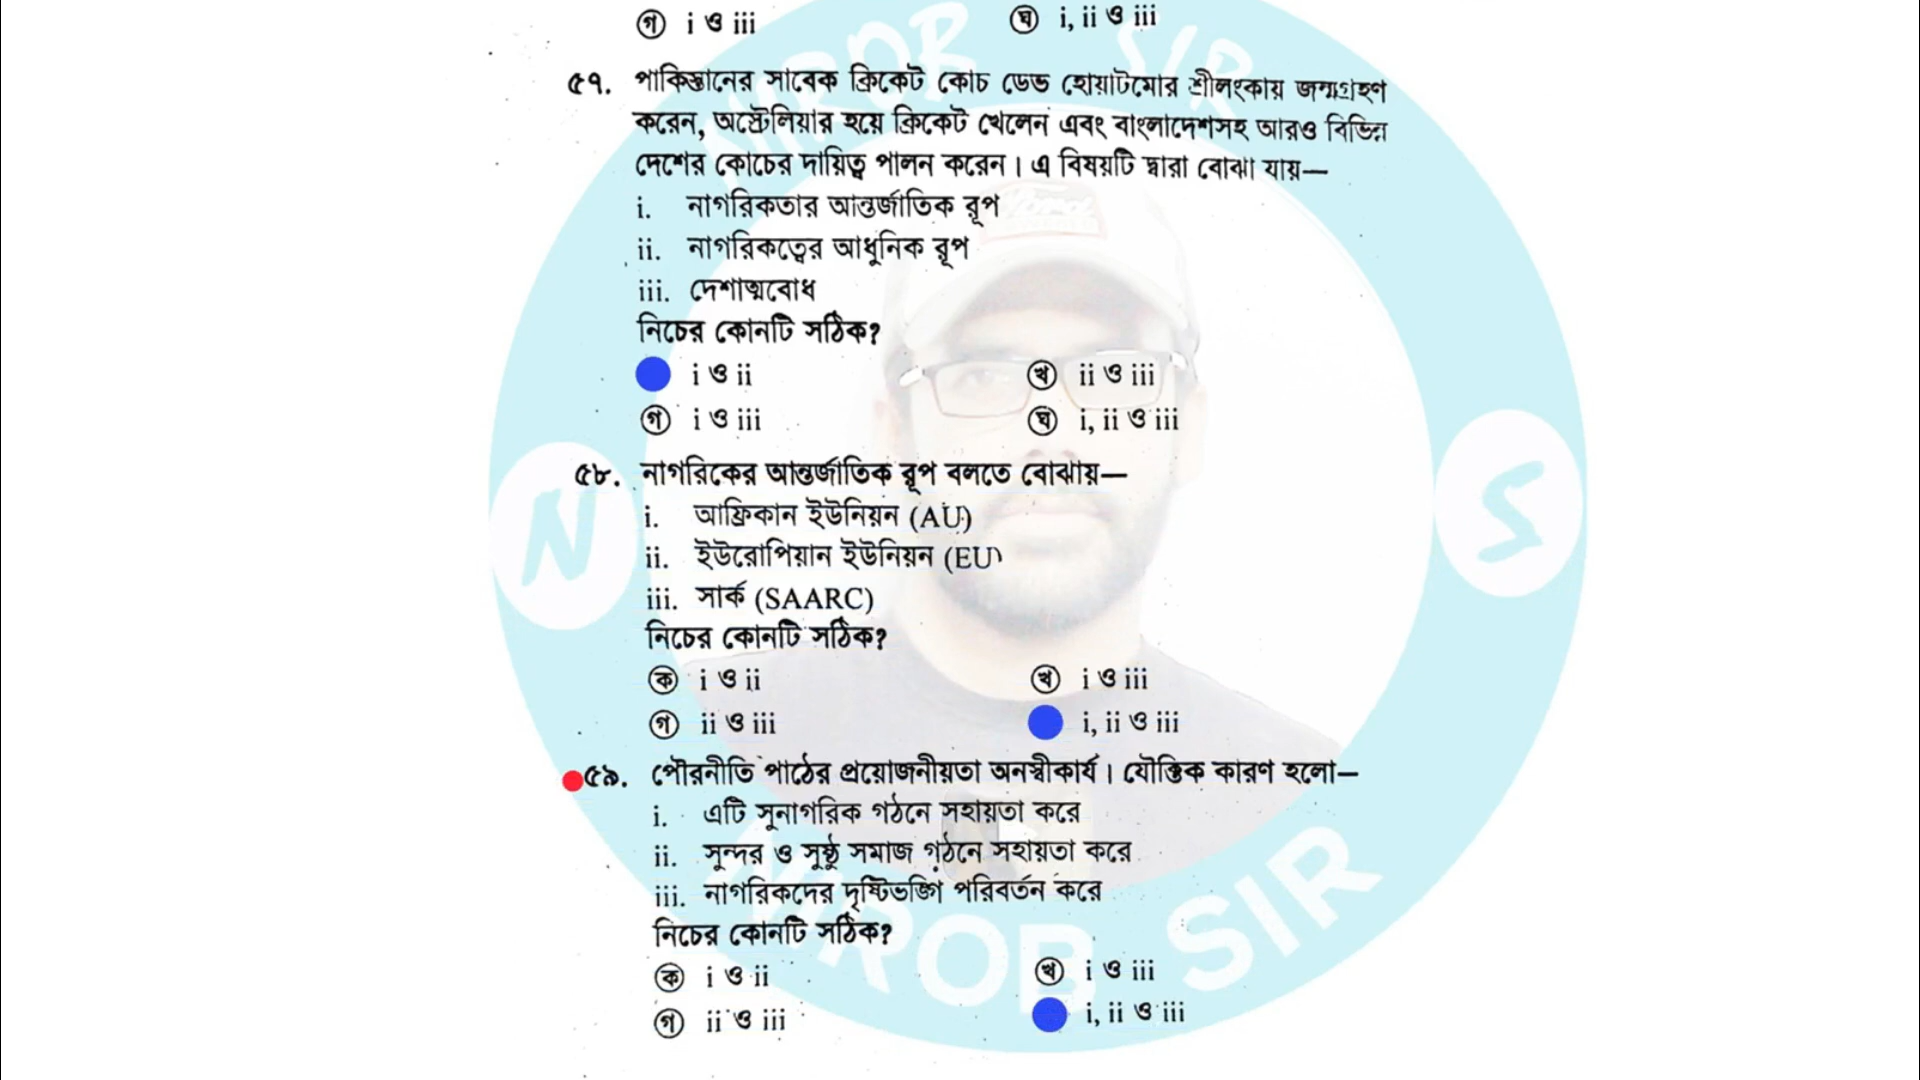 গ i ও iii ঘ i, ii ও iii
৫৭. পাকিস্তানের সাবেক ক্রিকেট কোচ ডেভ হোয়াটমোর শ্রীলংকায় জন্মগ্রহণ
করেন, অস্ট্রেলিয়ার হয়ে ক্রিকেট খেলেন এবং বাংলাদেশসহ আরও বিভিন্ন
দেশের কোচের দায়িত্ব পালন করেন। এ বিষয়টি দ্বারা বোঝা যায়—
i. নাগরিকতার আন্তর্জাতিক রূপ
ii. নাগরিকত্বের আধুনিক রূপ
iii. দেশাত্মবোধ
নিচের কোনটি সঠিক?
i ও ii খ ii ও iii
গ i ও iii ঘ i, ii ও iii
৫৮. নাগরিকের আন্তর্জাতিক রূপ বলতে বোঝায়—
i. আফ্রিকান ইউনিয়ন (AU)
ii. ইউরোপিয়ান ইউনিয়ন (EU)
iii. সার্ক (SAARC)
নিচের কোনটি সঠিক?
ক i ও ii খ i ও iii
গ ii ও iii i, ii ও iii
৫৯. পৌরনীতি পাঠের প্রয়োজনীয়তা অনস্বীকার্য। যৌক্তিক কারণ হলো—
i. এটি সুনাগরিক গঠনে সহায়তা করে
ii. সুন্দর ও সুষ্ঠু সমাজ গঠনে সহায়তা করে
iii. নাগরিকদের দৃষ্টিভঙ্গি পরিবর্তন করে
নিচের কোনটি সঠিক?
ক i ও ii খ i ও iii
গ ii ও iii i, ii ও iii
NIROB SIR
N S
NIROB SIR